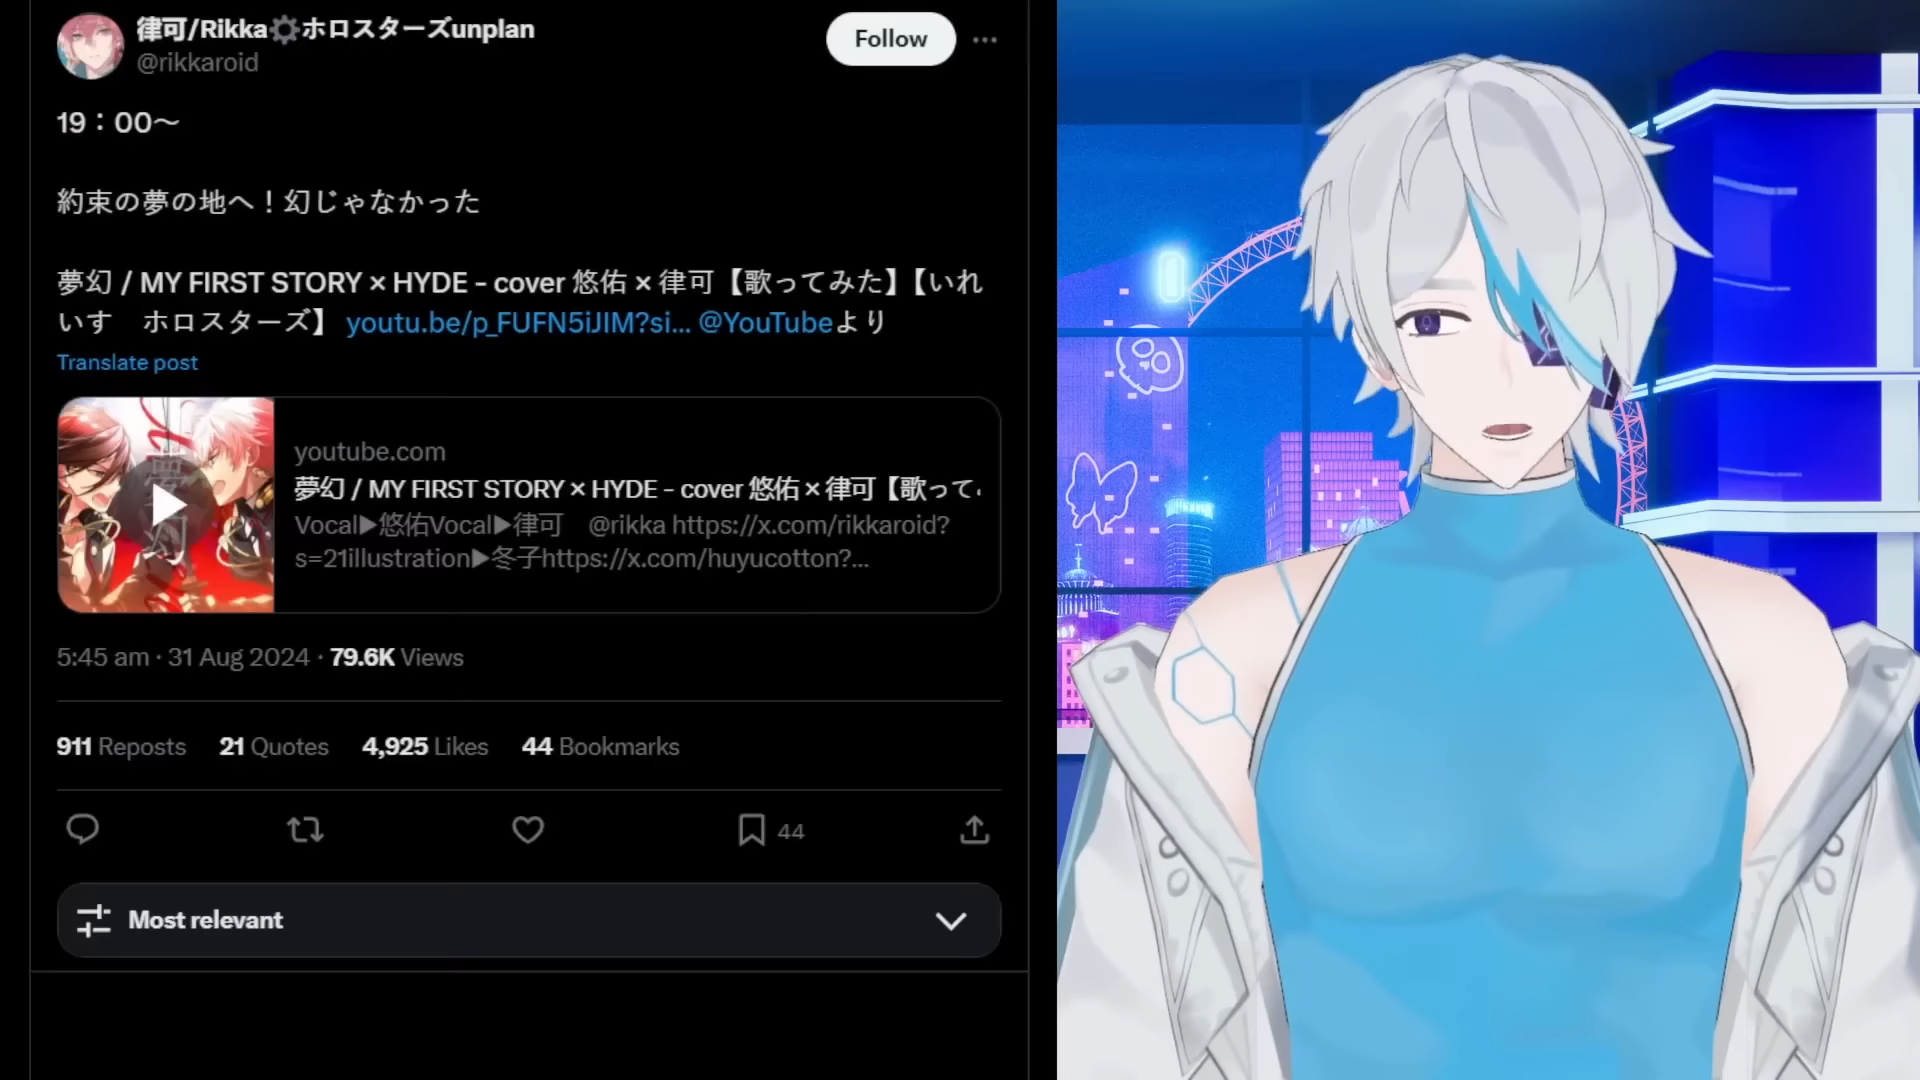 律可/Rikka⚙ホロスターズunplan
@rikkaroid
Follow
19：00～
約束の夢の地へ！幻じゃなかった
夢幻 / MY FIRST STORY × HYDE - cover 悠佑 × 律可【歌ってみた】【いれ
いす　ホロスターズ】 youtu.be/p_FUFN5iJIM?si... @YouTubeより
Translate post
夢幻
youtube.com
夢幻 / MY FIRST STORY × HYDE - cover 悠佑 × 律可【歌って
Vocal▶悠佑Vocal▶律可　@rikka https://x.com/rikkaroid?
s=21illustration▶冬子https://x.com/huyucotton?...
5:45 am · 31 Aug 2024 · 79.6K Views
911 Reposts 21 Quotes 4,925 Likes 44 Bookmarks
44
Most relevant